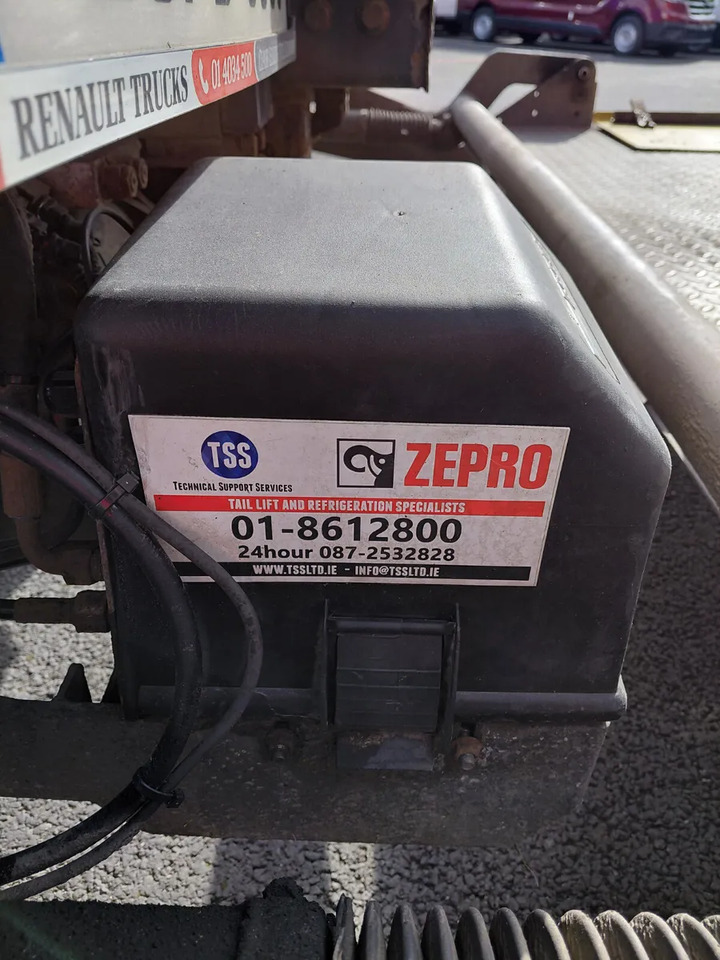 RENAULT TRUCKS 01 4034 500
TSS
TECHNICAL SUPPORT SERVICES
ZEPRO
TAIL LIFT AND REFRIGERATION SPECIALISTS
01-8612800
24hour 087-2532828
WWW.TSSLTD.IE - INFO@TSSLTD.IE